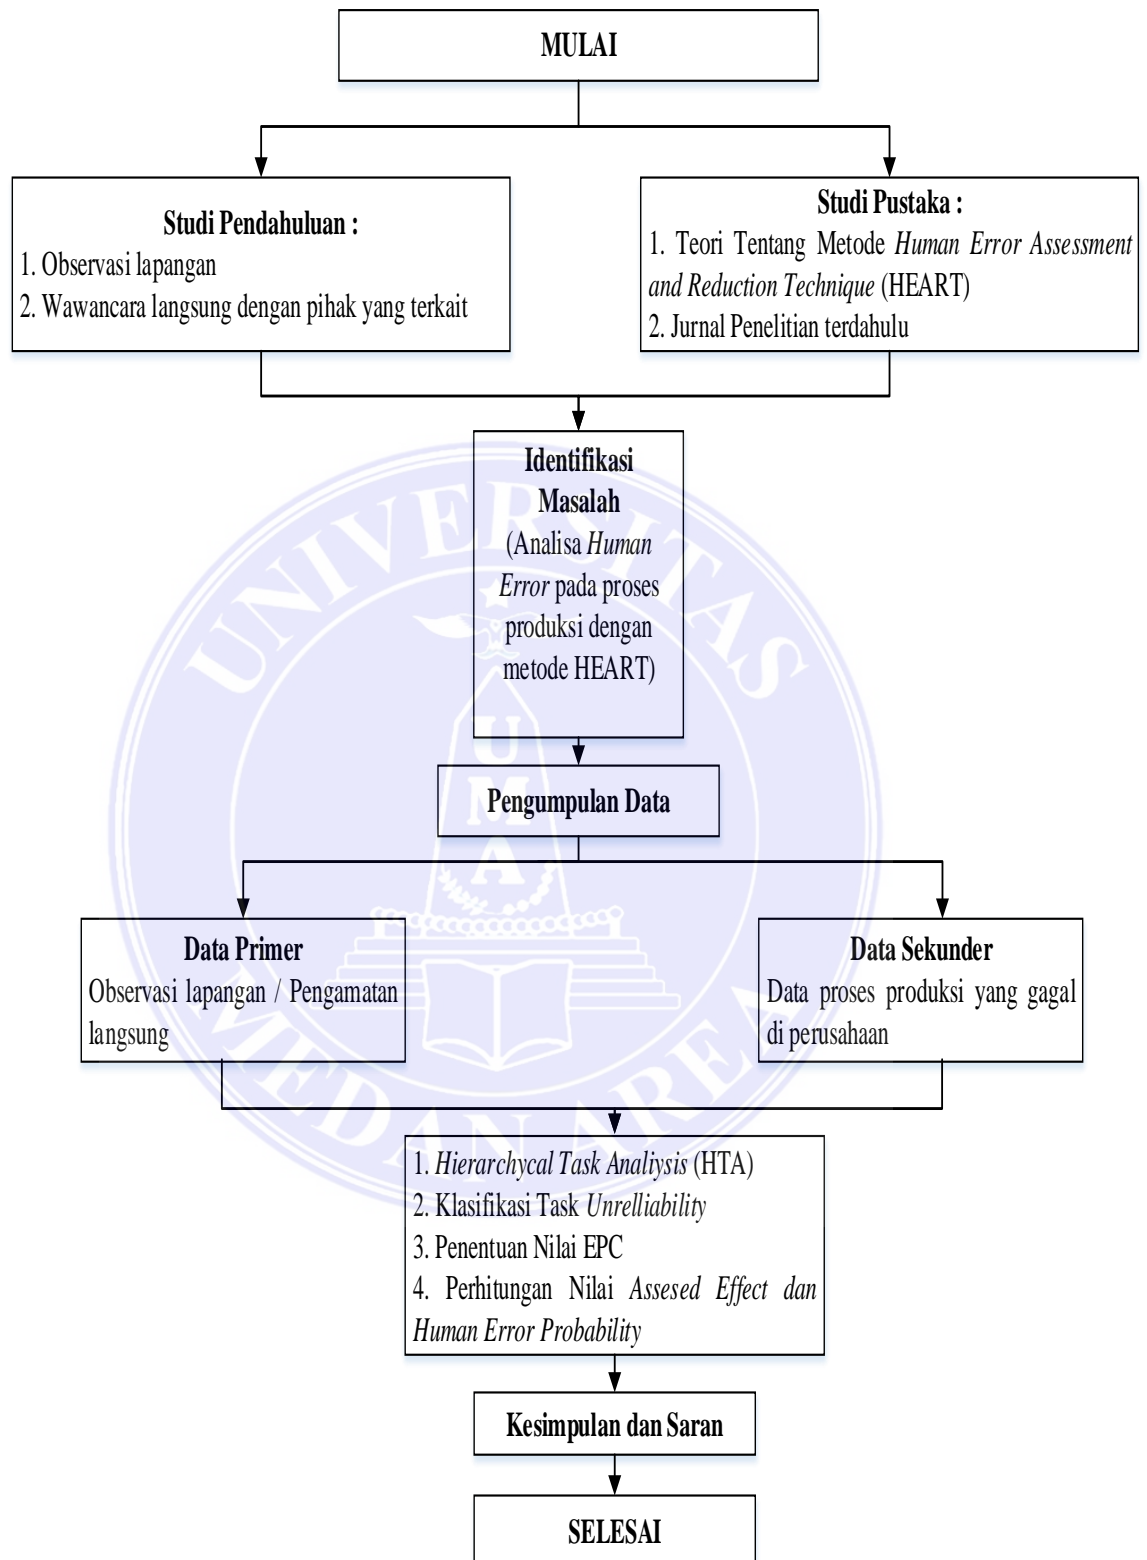 MULAI
Studi Pendahuluan :
1. Observasi lapangan
2. Wawancara langsung dengan pihak yang terkait
Studi Pustaka :
1. Teori Tentang Metode Human Error Assessment
and Reduction Technique (HEART)
2. Jurnal Penelitian terdahulu
Identifikasi
Masalah
(Analisa Human
Error pada proses
produksi dengan
metode HEART)
Pengumpulan Data
Data Primer
Observasi lapangan / Pengamatan
langsung
Data Sekunder
Data proses produksi yang gagal
di perusahaan
1. Hierarchycal Task Analiysis (HTA)
2. Klasifikasi Task Unrelliability
3. Penentuan Nilai EPC
4. Perhitungan Nilai Assesed Effect dan
Human Error Probability
Kesimpulan dan Saran
SELESAI
UNIVERSITAS
MEDAN AREA
U
M
A